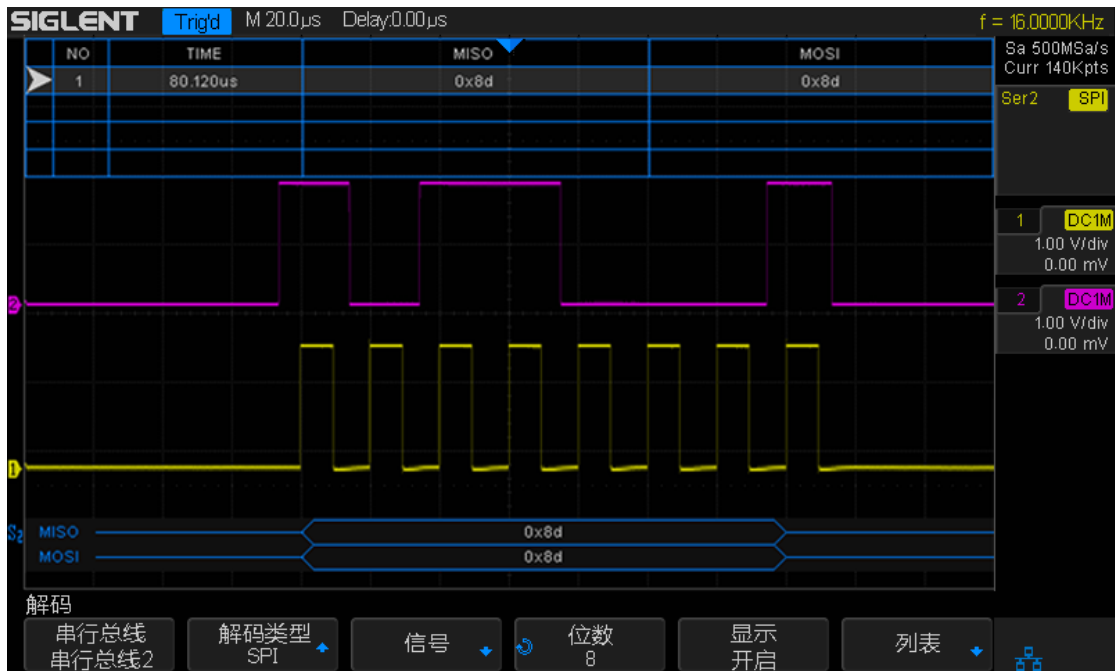 SIGLENT Trig'd M 20.0µs Delay:0.00µs f = 16.0000KHz
Sa 500MSa/s
Curr 140Kpts
NO TIME MISO MOSI
1 80.120us 0x8d 0x8d
Ser2 SPI
1 DC1M
1.00 V/div
0.00 mV
2 DC1M
1.00 V/div
0.00 mV
2
1
S2
MISO 0x8d
MOSI 0x8d
解码
串行总线
串行总线2
解码类型
SPI
信号
位数
8
显示
开启
列表